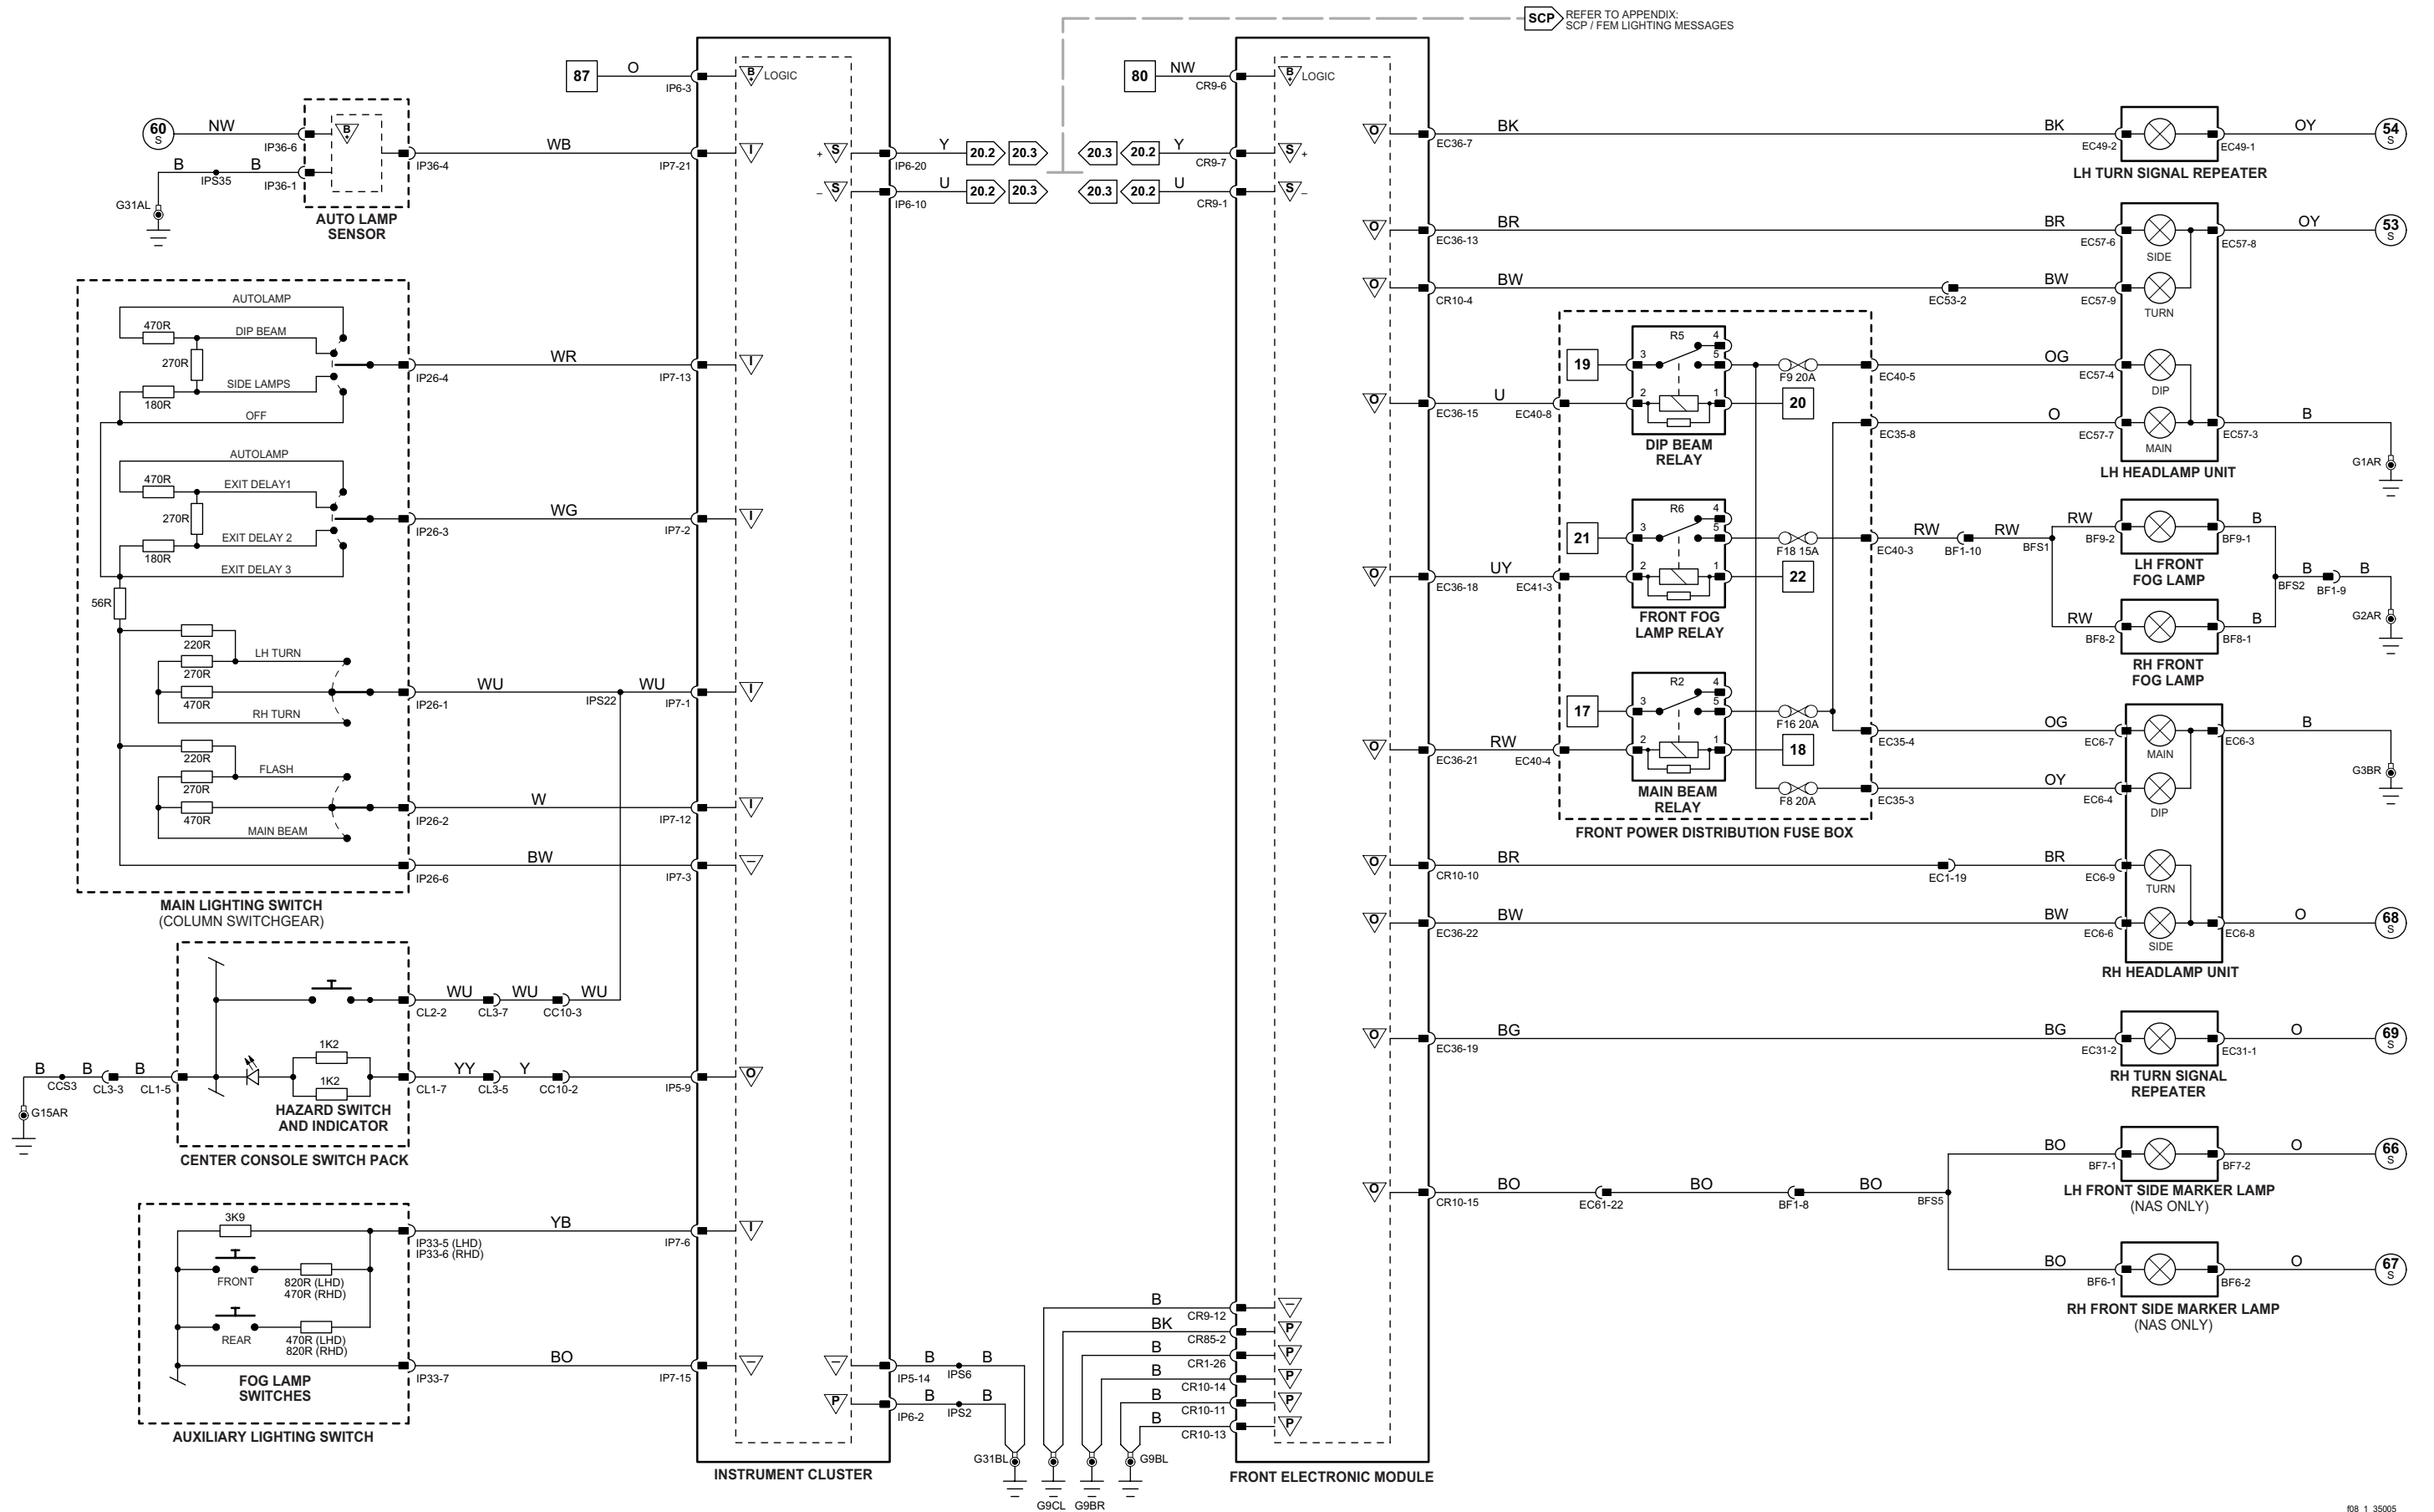 SCP
REFER TO APPENDIX:
SCP / FEM LIGHTING MESSAGES
60
S
NW
IP36-6
B
B
IPS35
IP36-1
G31AL
B
+
IP36-4
AUTO LAMP
SENSOR
WB
IP7-21
87
O
IP6-3
B
+
LOGIC
I
AUTOLAMP
470R
DIP BEAM
270R
SIDE LAMPS
180R
OFF
IP26-4
WR
IP7-13
I
AUTOLAMP
470R
EXIT DELAY1
270R
EXIT DELAY 2
180R
EXIT DELAY 3
IP26-3
WG
IP7-2
I
56R
220R
LH TURN
270R
470R
RH TURN
IP26-1
WU
IPS22
WU
IP7-1
I
220R
FLASH
270R
470R
MAIN BEAM
IP26-2
W
IP7-12
I
IP26-6
BW
IP7-3
–
MAIN LIGHTING SWITCH
(COLUMN SWITCHGEAR)
CL2-2
WU
CL3-7
WU
CC10-3
WU
B
CCS3
B
CL3-3
B
CL1-5
G15AR
1K2
1K2
HAZARD SWITCH
AND INDICATOR
CL1-7
YY
CL3-5
Y
CC10-2
IP5-9
O
CENTER CONSOLE SWITCH PACK
3K9
FRONT
820R (LHD)
470R (RHD)
REAR
470R (LHD)
820R (RHD)
IP33-5 (LHD)
IP33-6 (RHD)
YB
IP7-6
I
IP33-7
BO
IP7-15
–
FOG LAMP
SWITCHES
AUXILIARY LIGHTING SWITCH
+
S
IP6-20
Y
20.2
20.3
–
S
IP6-10
U
20.2
20.3
–
IP5-14
B
IPS6
B
P
IP6-2
B
IPS2
B
G31BL
INSTRUMENT CLUSTER
80
NW
CR9-6
B
+
LOGIC
20.3
20.2
Y
CR9-7
S
+
20.3
20.2
U
CR9-1
S
–
B
CR9-12
–
BK
CR85-2
P
B
CR1-26
P
B
CR10-14
P
B
CR10-11
P
B
CR10-13
P
G9CL
G9BR
G9BL
FRONT ELECTRONIC MODULE
O
EC36-7
BK
BK
EC49-2
EC49-1
OY
54
S
LH TURN SIGNAL REPEATER
O
EC36-13
BR
BR
EC57-6
SIDE
EC57-8
OY
53
S
O
CR10-4
BW
EC53-2
BW
EC57-9
TURN
O
EC36-15
U
EC40-8
19
R5
3
4
5
2
1
20
F9 20A
EC40-5
OG
EC57-4
DIP
DIP BEAM
RELAY
EC35-8
O
EC57-7
MAIN
EC57-3
B
G1AR
LH HEADLAMP UNIT
O
EC36-18
UY
EC41-3
21
R6
3
4
5
2
1
22
F18 15A
EC40-3
RW
BF1-10
RW
BFS1
FRONT FOG
LAMP RELAY
RW
BF9-2
BF9-1
B
LH FRONT
FOG LAMP
BFS2
B
BF1-9
B
G2AR
RW
BF8-2
BF8-1
B
RH FRONT
FOG LAMP
O
EC36-21
RW
EC40-4
17
R2
3
4
5
2
1
18
F16 20A
EC35-4
OG
EC6-7
MAIN
EC6-3
B
G3BR
MAIN BEAM
RELAY
F8 20A
EC35-3
OY
EC6-4
DIP
FRONT POWER DISTRIBUTION FUSE BOX
O
CR10-10
BR
EC1-19
BR
EC6-9
TURN
O
EC36-22
BW
BW
EC6-6
SIDE
EC6-8
O
68
S
RH HEADLAMP UNIT
O
EC36-19
BG
BG
EC31-2
EC31-1
O
69
S
RH TURN SIGNAL
REPEATER
O
CR10-15
BO
EC61-22
BO
BF1-8
BO
BFS5
BO
BF7-1
BF7-2
O
66
S
LH FRONT SIDE MARKER LAMP
(NAS ONLY)
BO
BF6-1
BF6-2
O
67
S
RH FRONT SIDE MARKER LAMP
(NAS ONLY)
f08_1_35005